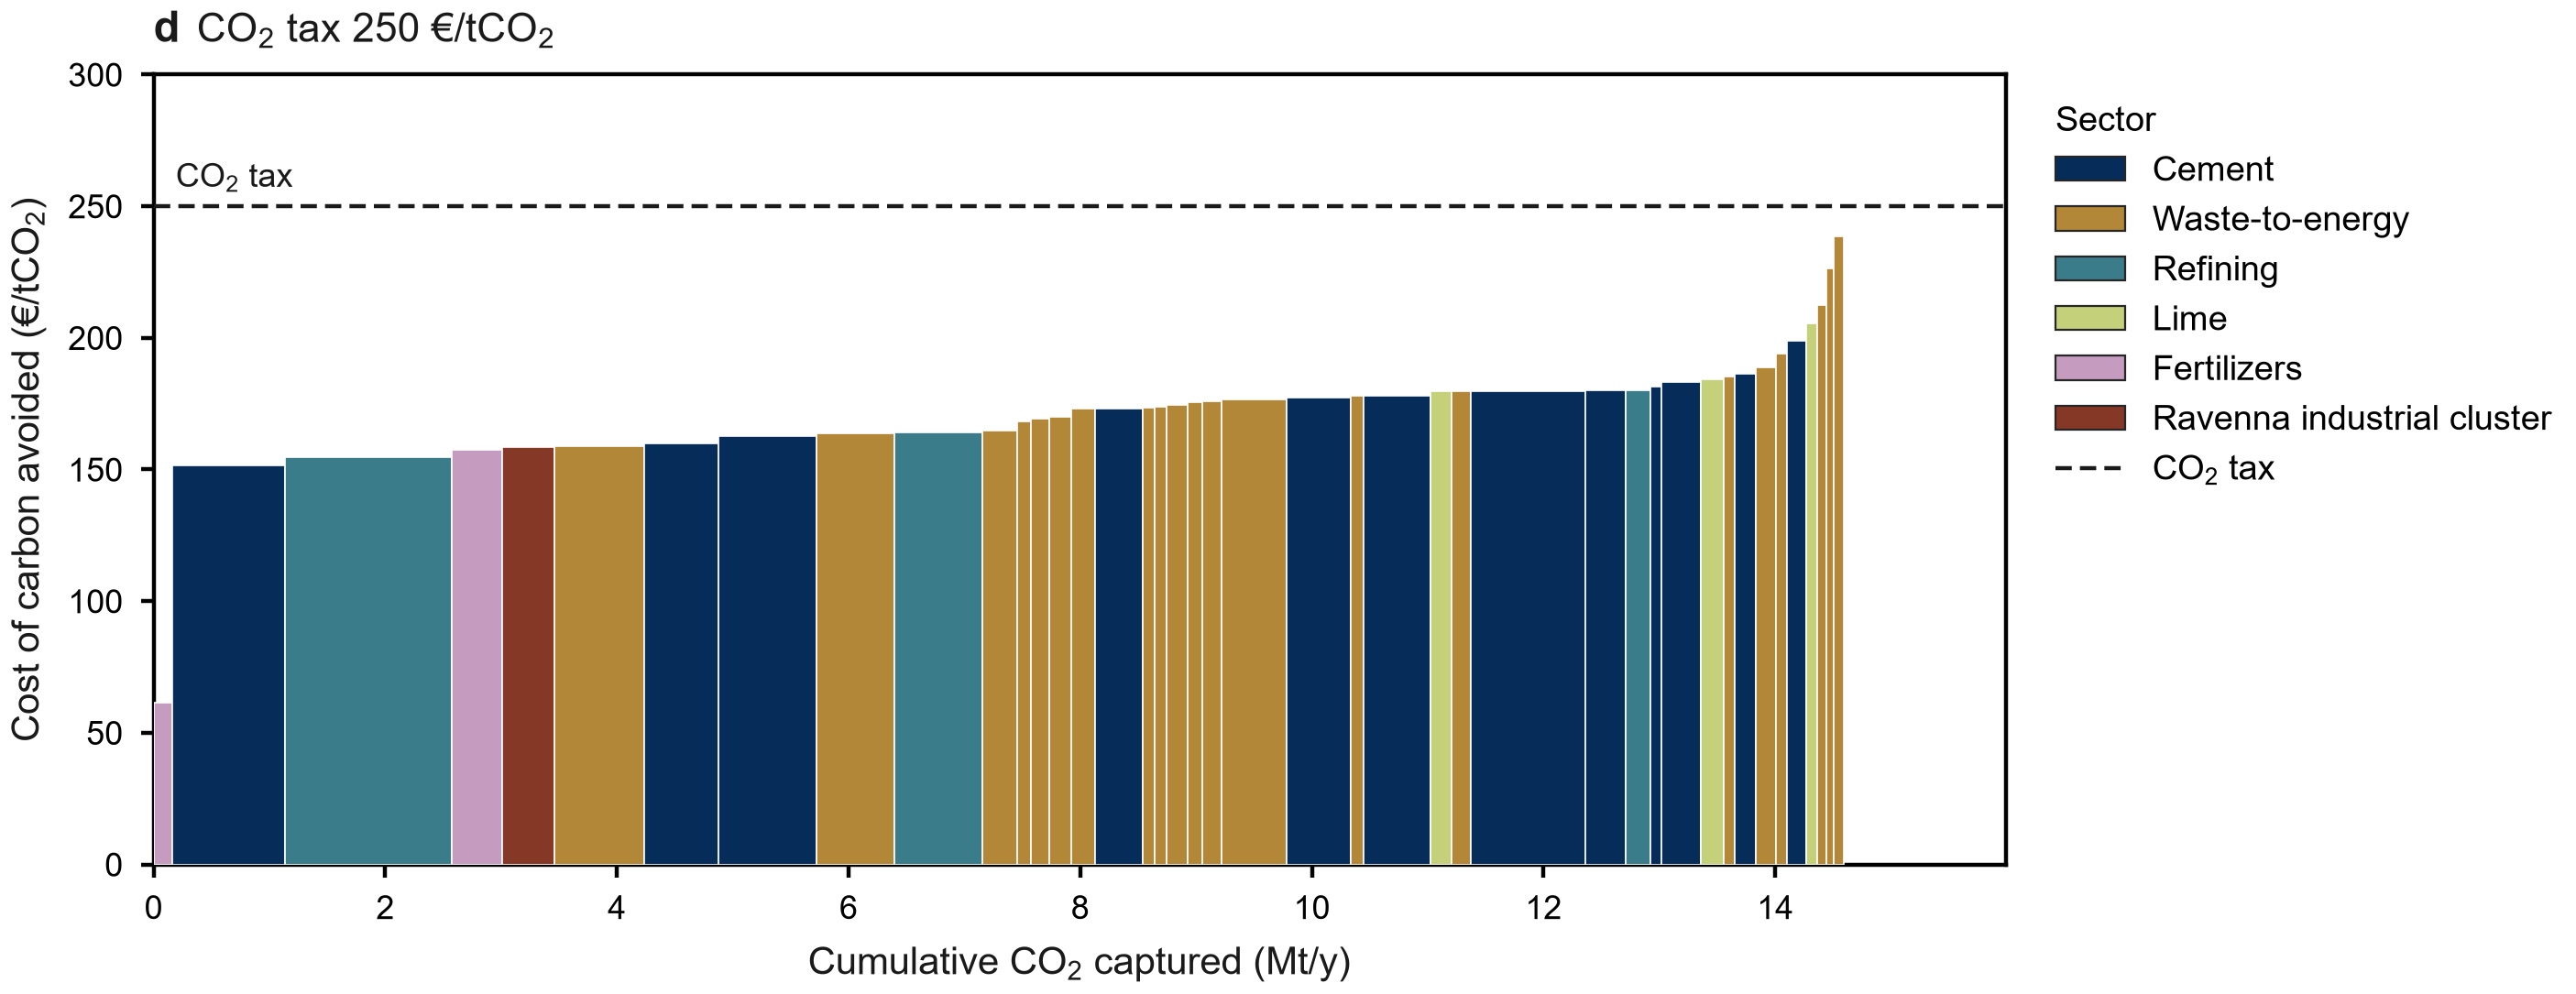 d CO₂ tax 250 €/tCO₂
Cost of carbon avoided (€/tCO₂)
300
250
200
150
100
50
0
CO₂ tax
0 2 4 6 8 10 12 14
Cumulative CO₂ captured (Mt/y)
Sector
Cement
Waste-to-energy
Refining
Lime
Fertilizers
Ravenna industrial cluster
CO₂ tax